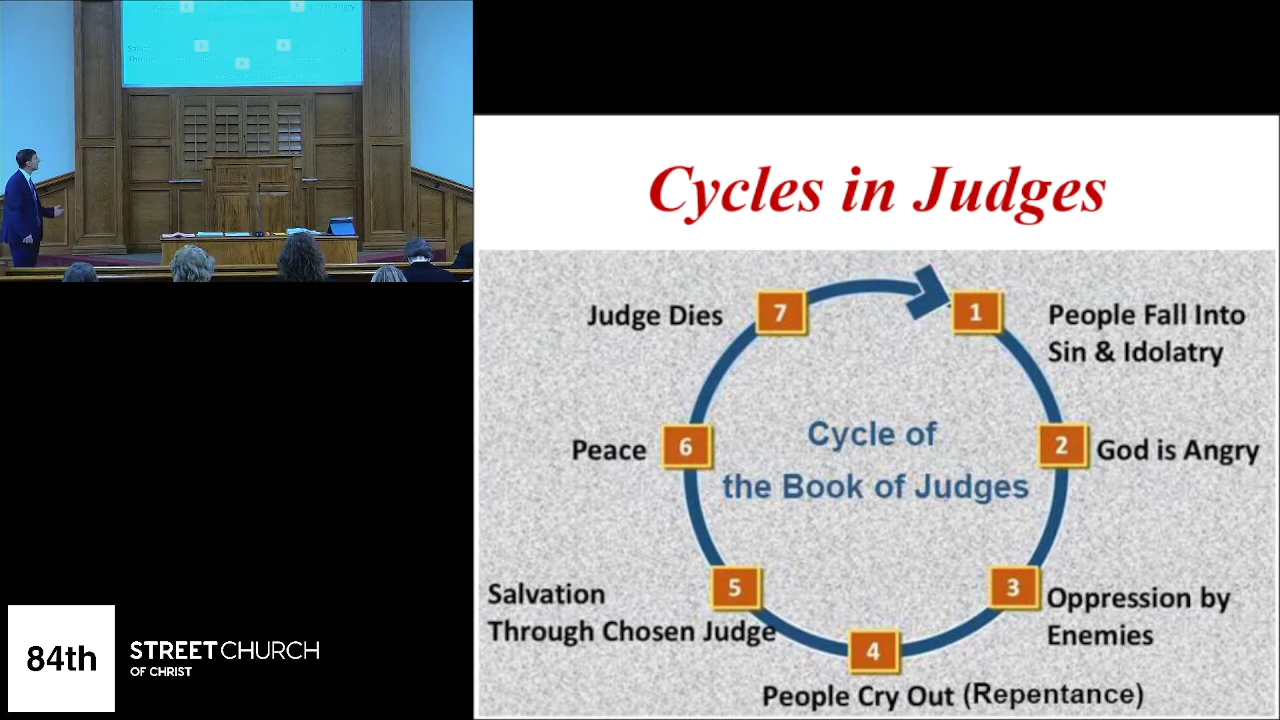 Cycles in Judges
7
1
Judge Dies
People Fall Into
Sin & Idolatry
Cycle of
the Book of Judges
6
2
Peace
God is Angry
5
3
Salvation
Through Chosen Judge
Oppression by
Enemies
4
People Cry Out (Repentance)
84th
STREET CHURCH
OF CHRIST
Angry